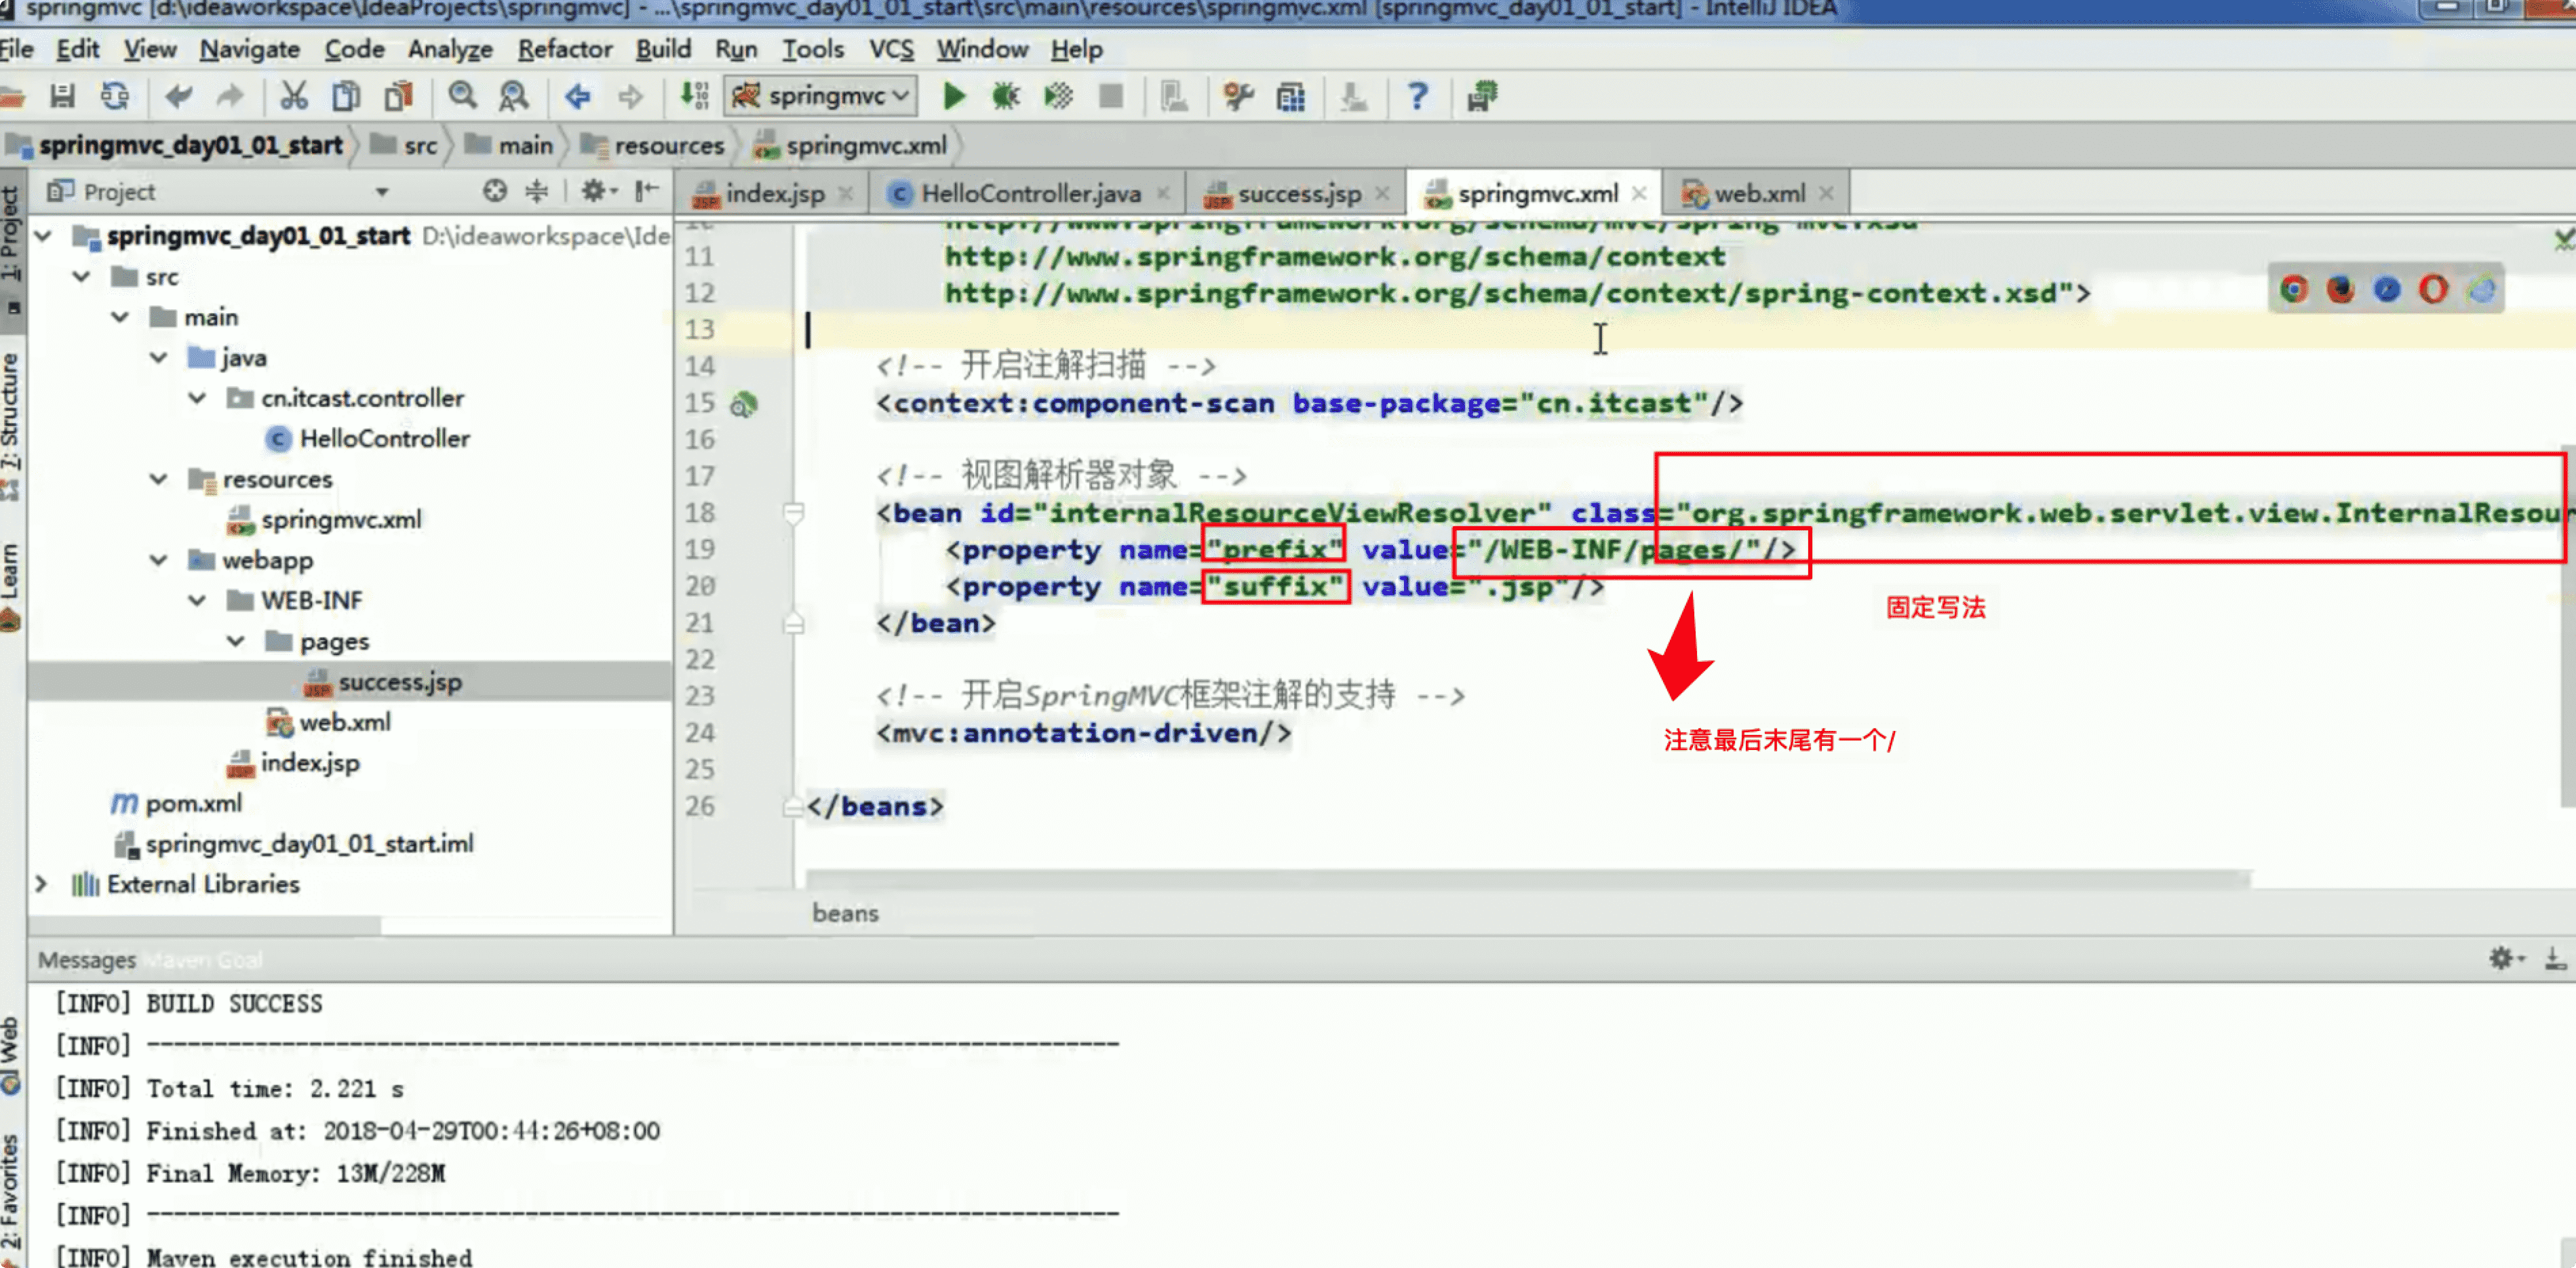 springmvc [d:\ideaworkspace\IdeaProjects\springmvc] - ...\springmvc_day01_01_start\src\main\resources\springmvc.xml [springmvc_day01_01_start] - IntelliJ IDEA
File Edit View Navigate Code Analyze Refactor Build Run Tools VCS Window Help
springmvc
springmvc_day01_01_start src main resources springmvc.xml
Project
index.jsp HelloController.java success.jsp springmvc.xml web.xml
1: Project
7: Structure
Learn
Web
2: Favorites
springmvc_day01_01_start D:\ideaworkspace\Ide
src
main
java
cn.itcast.controller
HelloController
resources
springmvc.xml
webapp
WEB-INF
pages
success.jsp
web.xml
index.jsp
pom.xml
springmvc_day01_01_start.iml
External Libraries
http://www.springframework.org/schema/mvc/spring-mvc.xsd
11 http://www.springframework.org/schema/context
12 http://www.springframework.org/schema/context/spring-context.xsd">
13
14 <!-- 开启注解扫描 -->
15 <context:component-scan base-package="cn.itcast"/>
16
17 <!-- 视图解析器对象 -->
18 <bean id="internalResourceViewResolver" class="org.springframework.web.servlet.view.InternalResour
19 <property name="prefix" value="/WEB-INF/pages/"/>
20 <property name="suffix" value=".jsp"/>
21 </bean>
22
23 <!-- 开启SpringMVC框架注解的支持 -->
24 <mvc:annotation-driven/>
25
26 </beans>
固定写法
注意最后末尾有一个/
beans
Messages Maven Goal
[INFO] BUILD SUCCESS
[INFO] ------------------------------------------------------------------------
[INFO] Total time: 2.221 s
[INFO] Finished at: 2018-04-29T00:44:26+08:00
[INFO] Final Memory: 13M/228M
[INFO] ------------------------------------------------------------------------
[INFO] Maven execution finished